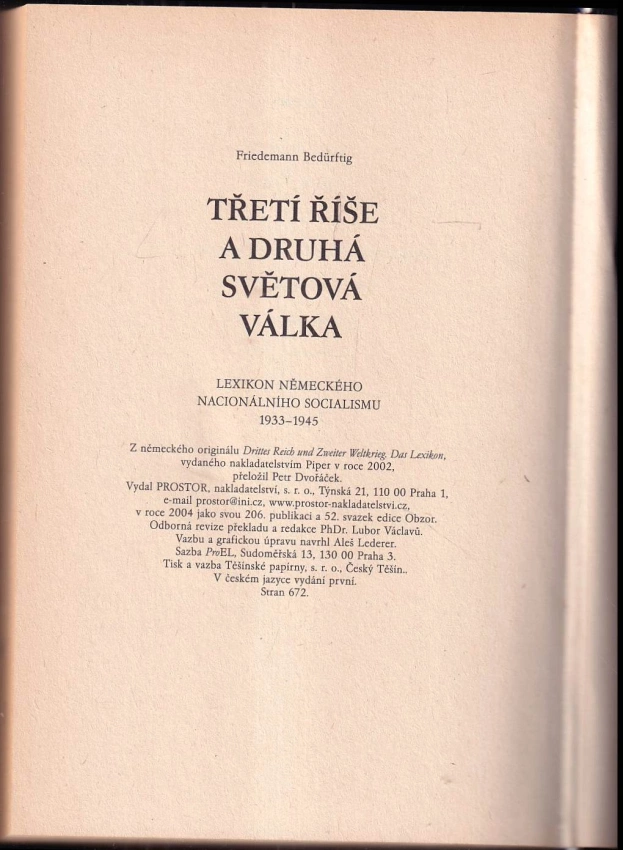 Friedemann Bedürftig
TŘETÍ ŘÍŠE
A DRUHÁ
SVĚTOVÁ
VÁLKA
LEXIKON NĚMECKÉHO
NACIONÁLNÍHO SOCIALISMU
1933–1945
Z německého originálu Drittes Reich und Zweiter Weltkrieg. Das Lexikon,
vydaného nakladatelstvím Piper v roce 2002,
přeložil Petr Dvořáček.
Vydal PROSTOR, nakladatelství, s. r. o., Týnská 21, 110 00 Praha 1,
e-mail prostor@ini.cz, www.prostor-nakladatelstvi.cz,
v roce 2004 jako svou 206. publikaci a 52. svazek edice Obzor.
Odborná revize překladu a redakce PhDr. Lubor Václavů.
Vazbu a grafickou úpravu navrhl Aleš Lederer.
Sazba ProEL, Sudoměřská 13, 130 00 Praha 3.
Tisk a vazba Těšínské papírny, s. r. o., Český Těšín..
V českém jazyce vydání první.
Stran 672.